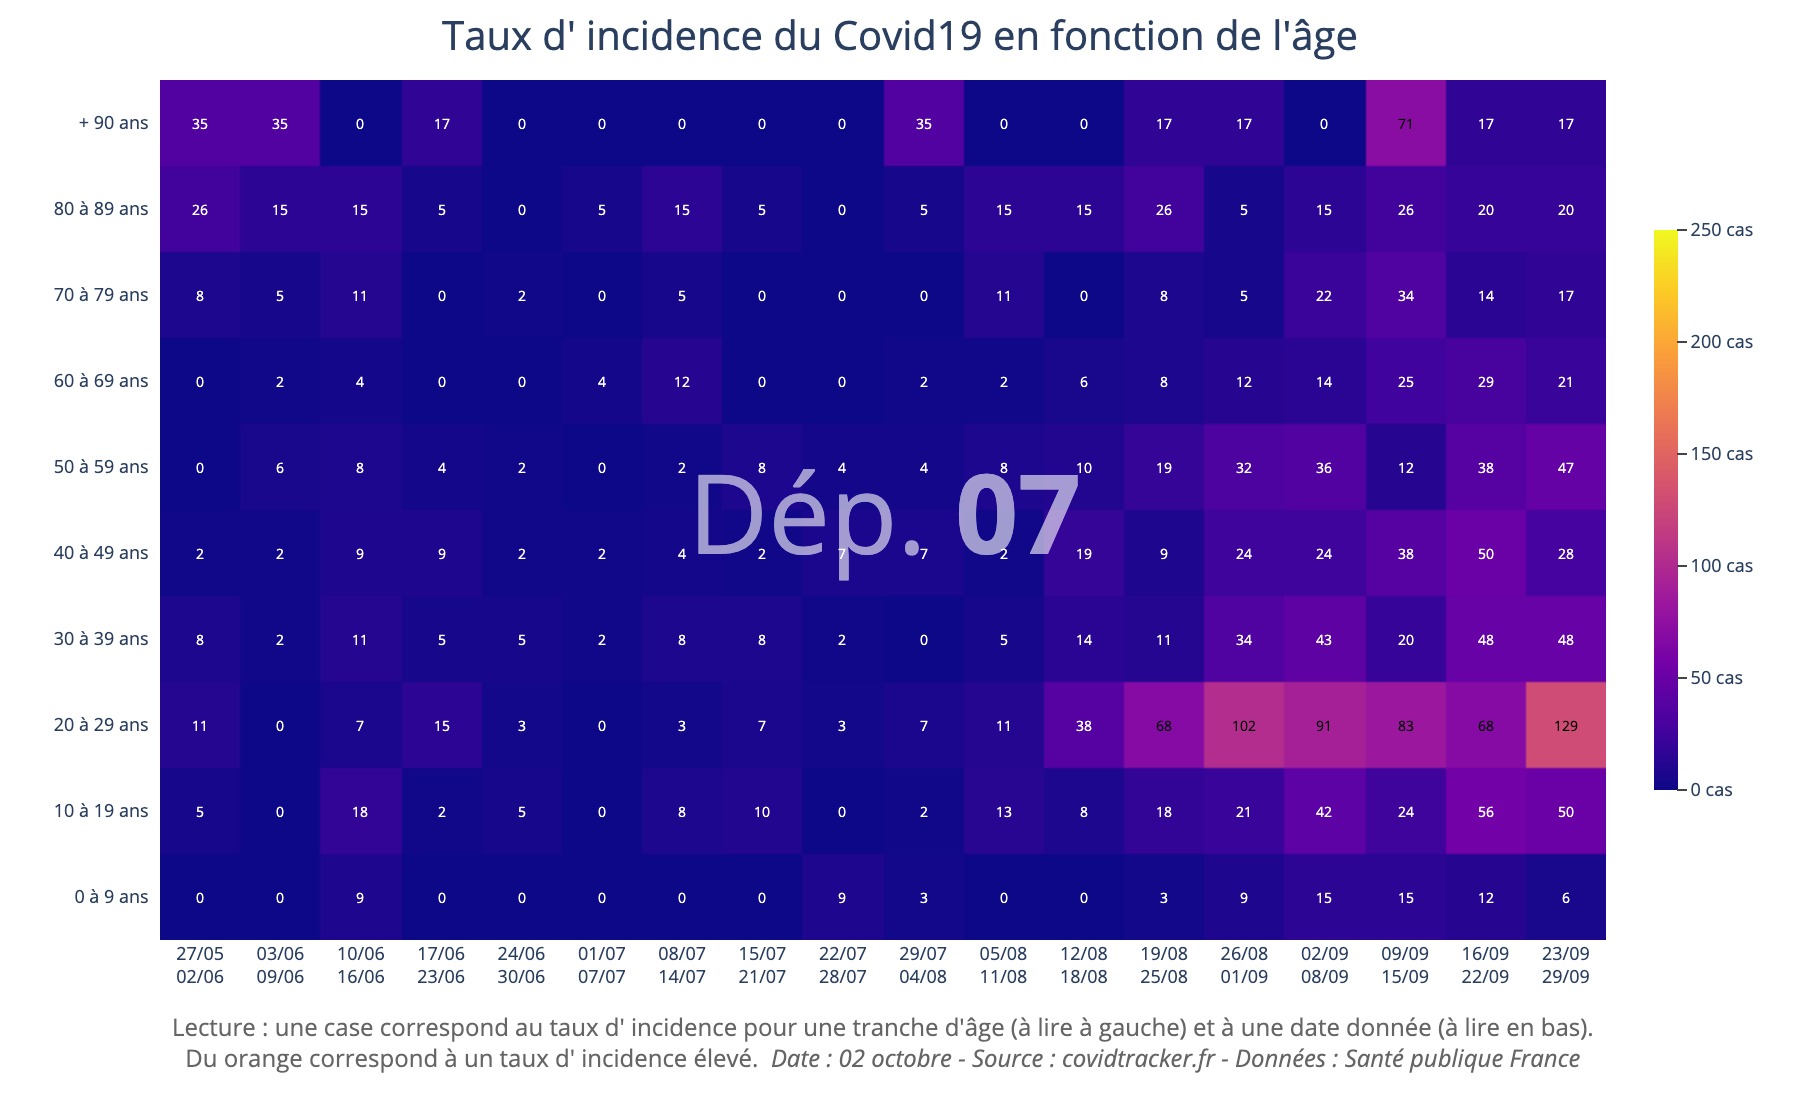 Taux d' incidence du Covid19 en fonction de l'âge
+ 90 ans 35 35 0 17 0 0 0 0 0 35 0 0 17 17 0 71 17 17
80 à 89 ans 26 15 15 5 0 5 15 5 0 5 15 15 26 5 15 26 20 20
70 à 79 ans 8 5 11 0 2 0 5 0 0 0 11 0 8 5 22 34 14 17
60 à 69 ans 0 2 4 0 0 4 12 0 0 2 2 6 8 12 14 25 29 21
50 à 59 ans 0 6 8 4 2 0 2 8 4 4 8 10 19 32 36 12 38 47
Dép. 07
40 à 49 ans 2 2 9 9 2 2 4 2 7 7 2 19 9 24 24 38 50 28
30 à 39 ans 8 2 11 5 5 2 8 8 2 0 5 14 11 34 43 20 48 48
20 à 29 ans 11 0 7 15 3 0 3 7 3 7 11 38 68 102 91 83 68 129
10 à 19 ans 5 0 18 2 5 0 8 10 0 2 13 8 18 21 42 24 56 50
0 à 9 ans 0 0 9 0 0 0 0 0 9 3 0 0 3 9 15 15 12 6
27/05 03/06 10/06 17/06 24/06 01/07 08/07 15/07 22/07 29/07 05/08 12/08 19/08 26/08 02/09 09/09 16/09 23/09
02/06 09/06 16/06 23/06 30/06 07/07 14/07 21/07 28/07 04/08 11/08 18/08 25/08 01/09 08/09 15/09 22/09 29/09
250 cas
200 cas
150 cas
100 cas
50 cas
0 cas
Lecture : une case correspond au taux d' incidence pour une tranche d'âge (à lire à gauche) et à une date donnée (à lire en bas).
Du orange correspond à un taux d' incidence élevé. Date : 02 octobre - Source : covidtracker.fr - Données : Santé publique France